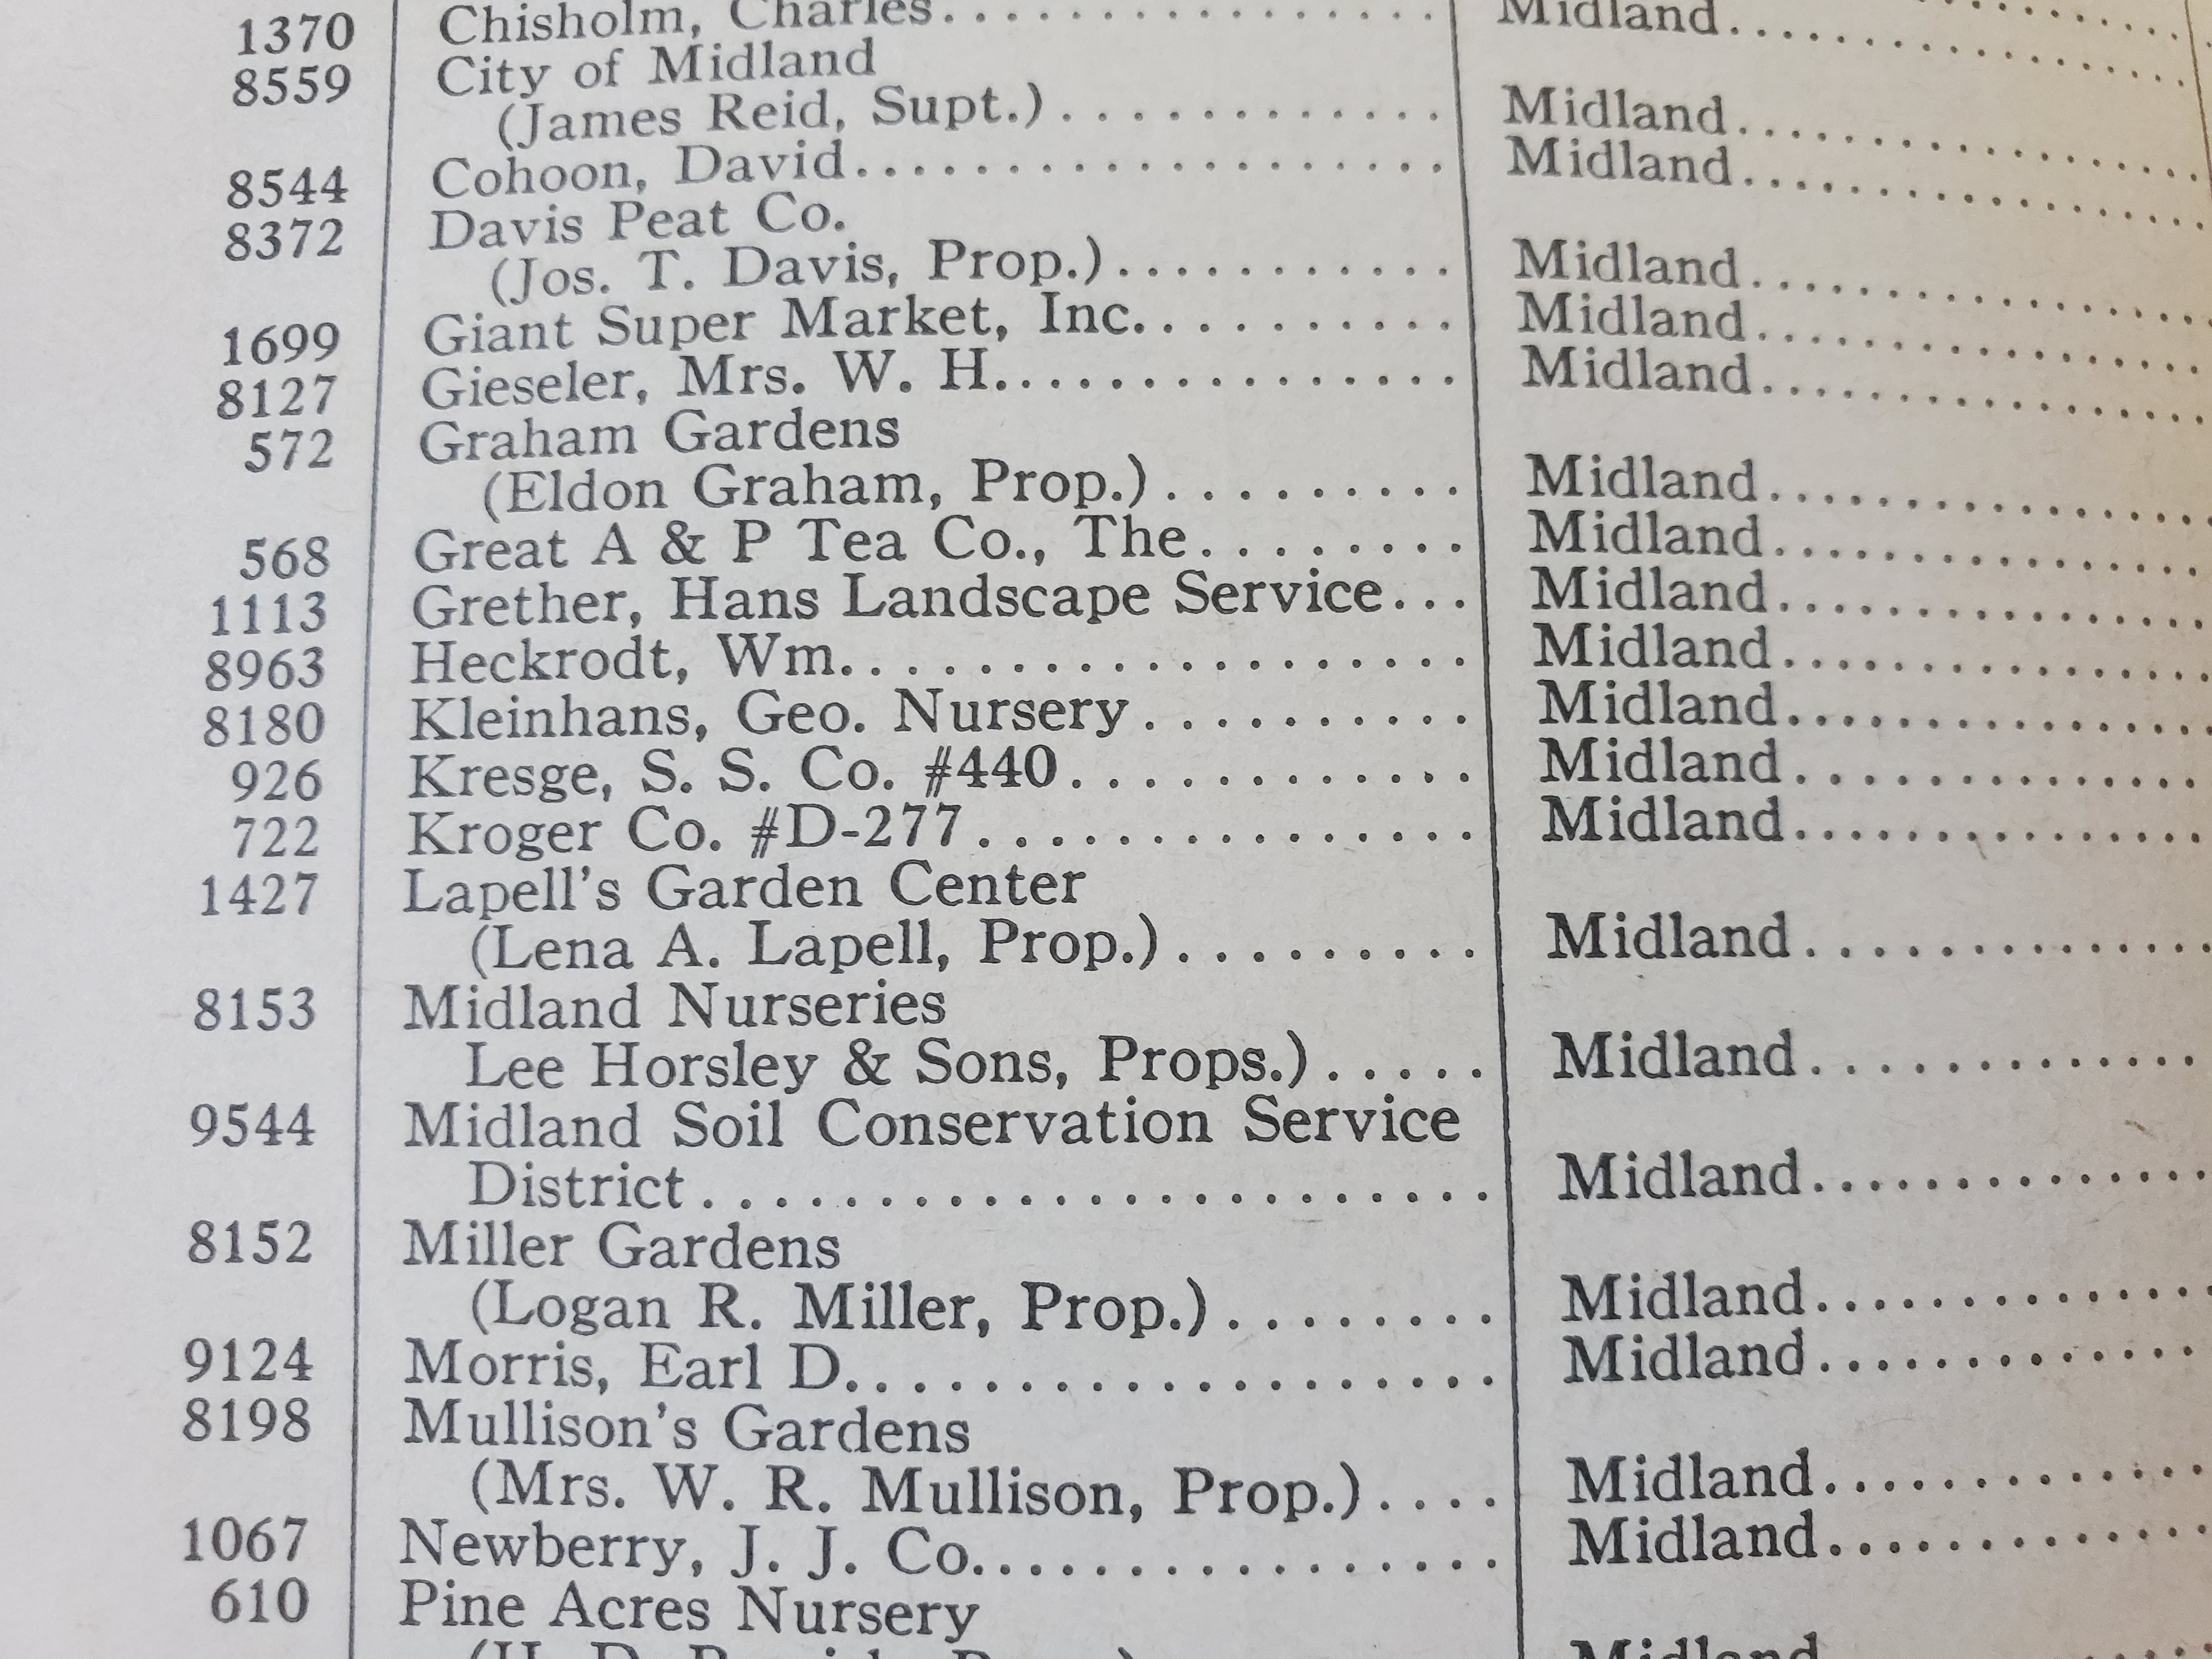 1370 Chisholm, Charles................ Midland..............
8559 City of Midland
(James Reid, Supt.)............. Midland..............
8544 Cohoon, David................... Midland..............
8372 Davis Peat Co.
(Jos. T. Davis, Prop.)............ Midland..............
1699 Giant Super Market, Inc.......... Midland..............
8127 Gieseler, Mrs. W. H............... Midland..............
572 Graham Gardens
(Eldon Graham, Prop.).......... Midland..............
568 Great A & P Tea Co., The........ Midland..............
1113 Grether, Hans Landscape Service... Midland..............
8963 Heckrodt, Wm.................... Midland..............
8180 Kleinhans, Geo. Nursery.......... Midland..............
926 Kresge, S. S. Co. #440............. Midland..............
722 Kroger Co. #D-277................ Midland..............
1427 Lapell's Garden Center
(Lena A. Lapell, Prop.)......... Midland..............
8153 Midland Nurseries
Lee Horsley & Sons, Props.)..... Midland..............
9544 Midland Soil Conservation Service
District........................ Midland..............
8152 Miller Gardens
(Logan R. Miller, Prop.)........ Midland..............
9124 Morris, Earl D.................... Midland..............
8198 Mullison's Gardens
(Mrs. W. R. Mullison, Prop.).... Midland..............
1067 Newberry, J. J. Co................ Midland..............
610 Pine Acres Nursery
Midland